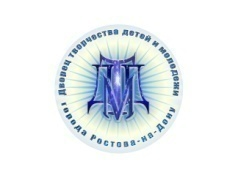 Дворец творчества детей и молодежи
города Ростова-на-Дону